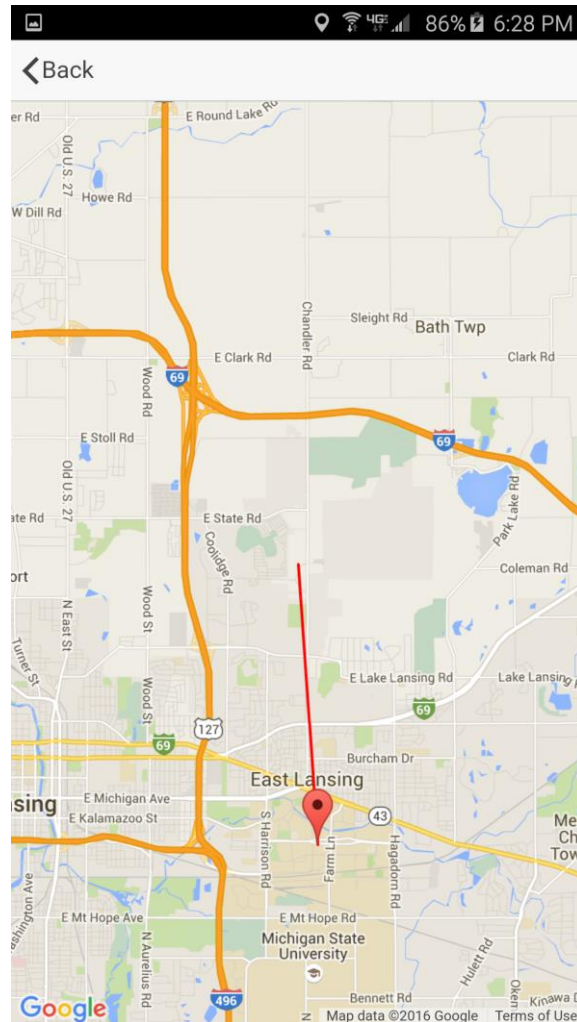 4G 86% 6:28 PM
Back
er Rd
E Round Lake Rd
Old U.S. 27
Howe Rd
W Dill Rd
Chandler Rd
Sleight Rd
Bath Twp
E Clark Rd
Clark Rd
Wood Rd
69
69
E Stoll Rd
Old U.S. 27
Park Lake Rd
ate Rd
E State Rd
Coolidge Rd
Coleman Rd
ort
N East St
Wood St
Turner St
E Lake Lansing Rd
Lake Lansing
Wood St
69
127
69
Burcham Dr
East Lansing
sing
E Michigan Ave
43
E Kalamazoo St
S Harrison Rd
Farm Ln
Hagadorn Rd
Me
Ch
Tow
ashington Ave
E Mt Hope Ave
E Mt Hope Rd
N Aurelius Rd
Michigan State
University
Hulett Rd
Oken
496
Bennett Rd
Kinawa D
N
Google
Map data ©2016 Google Terms of Use